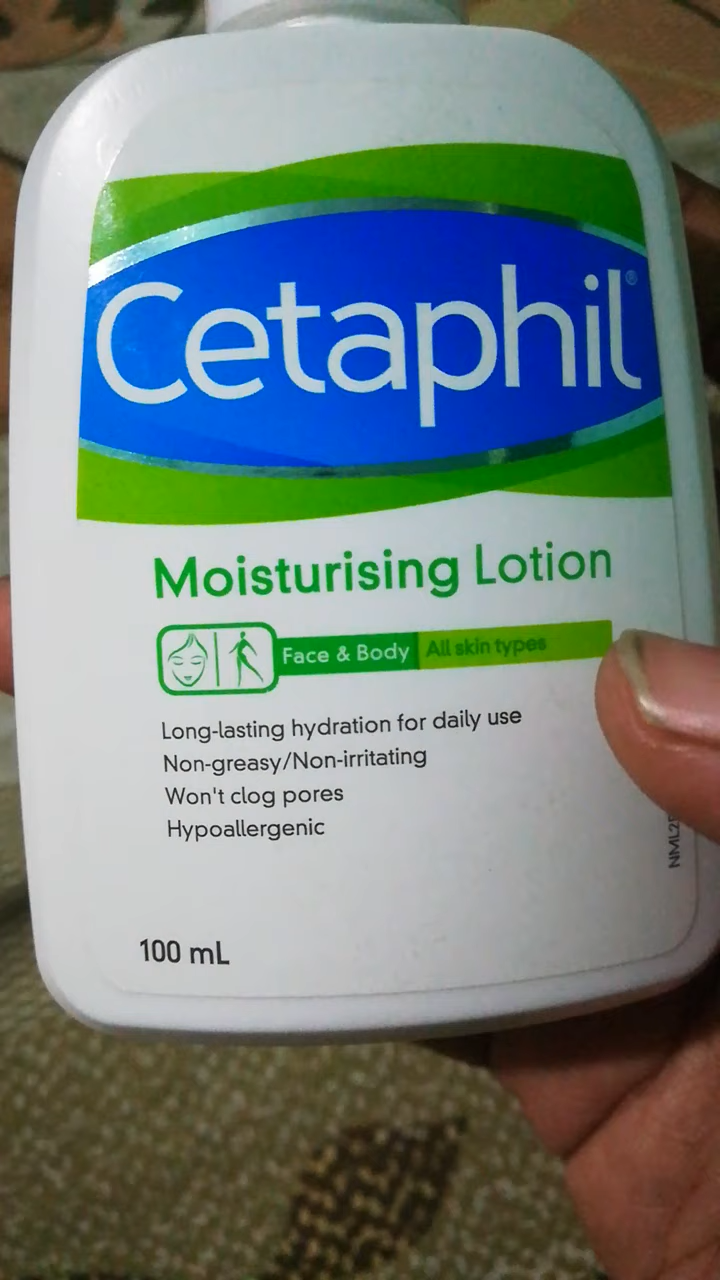 Cetaphil®
Moisturising Lotion
Face & Body All skin types
Long-lasting hydration for daily use
Non-greasy/Non-irritating
Won't clog pores
Hypoallergenic
100 mL